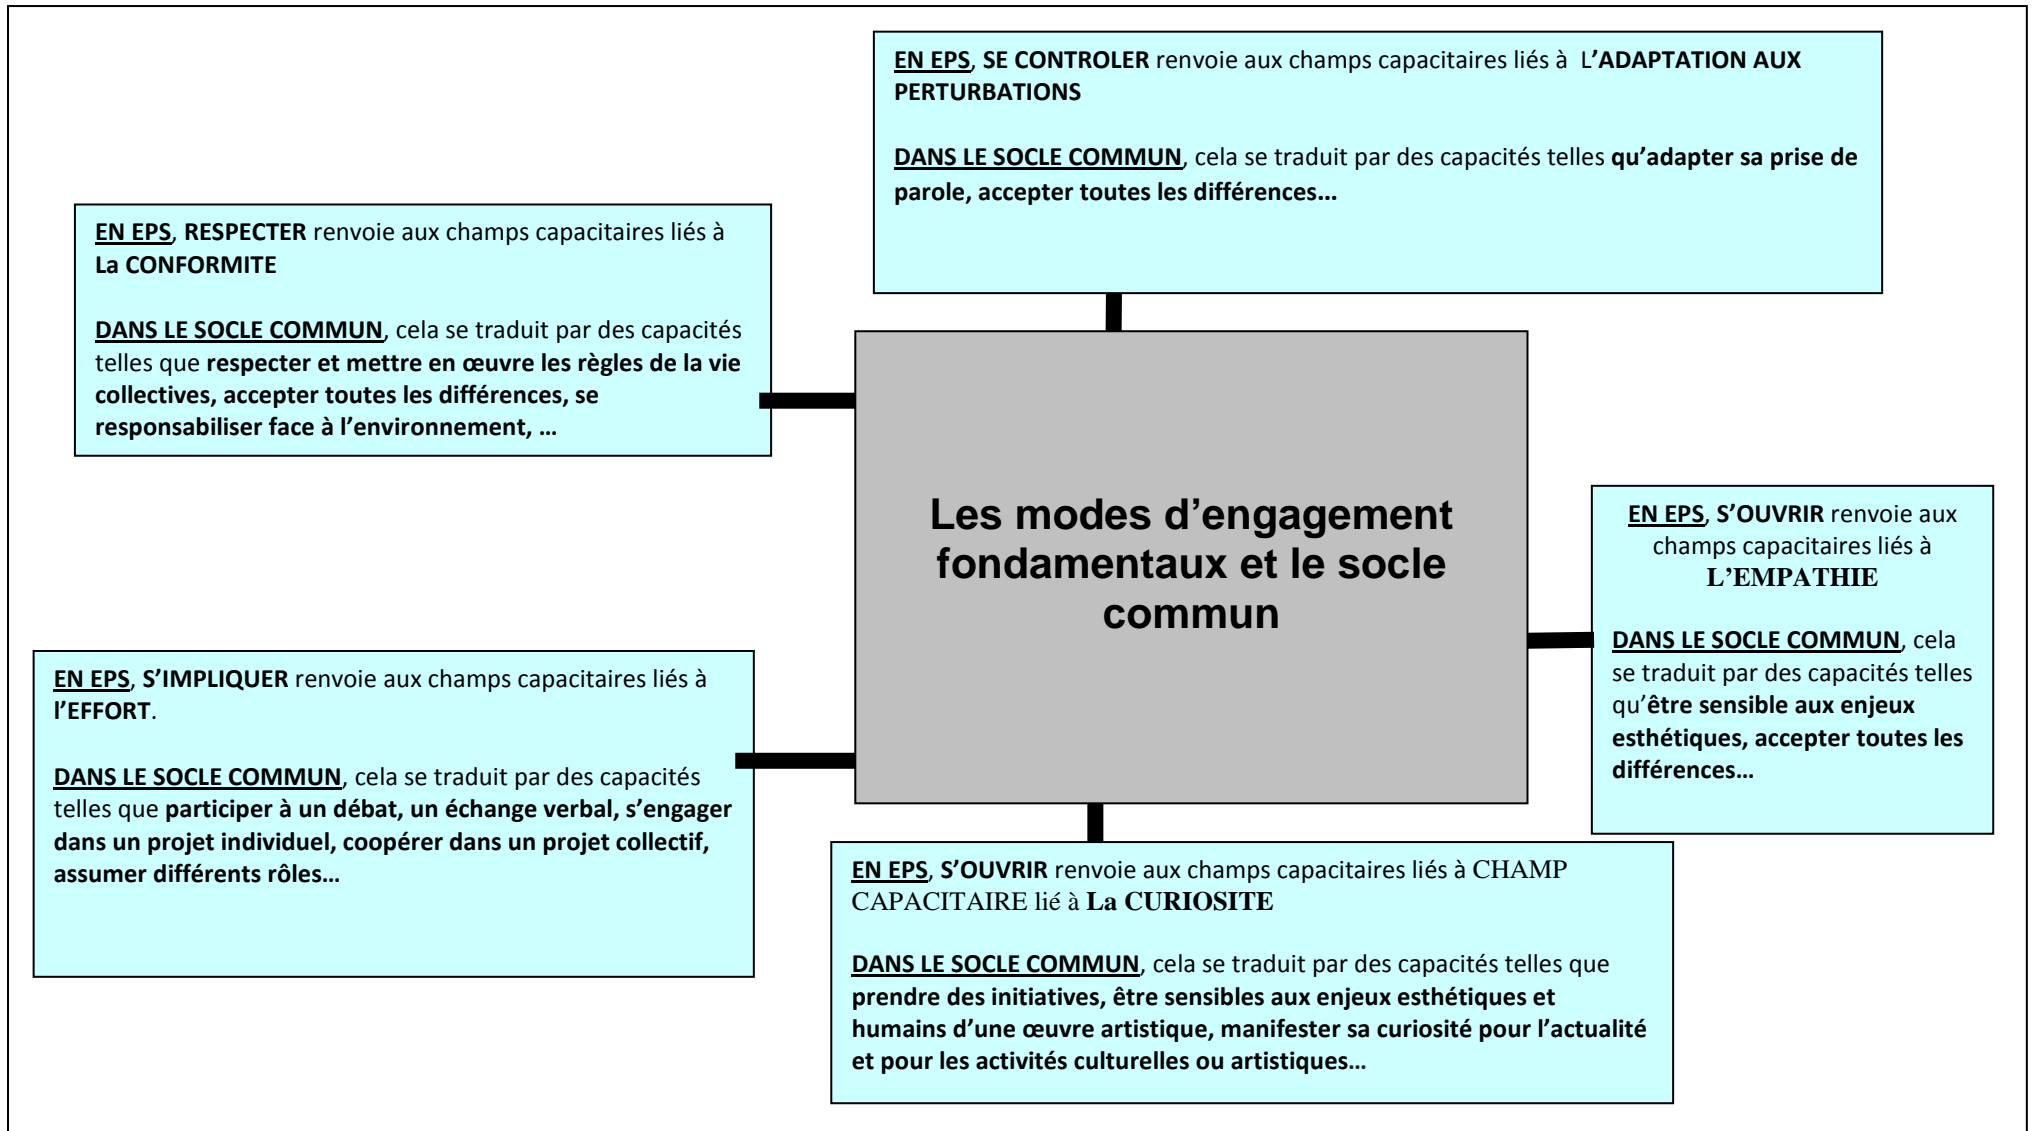 EN EPS, SE CONTROLER renvoie aux champs capacitaires liés à  L’ADAPTATION AUX
PERTURBATIONS
DANS LE SOCLE COMMUN, cela se traduit par des capacités telles qu’adapter sa prise de
parole, accepter toutes les différences…
EN EPS, RESPECTER renvoie aux champs capacitaires liés à
La CONFORMITE
DANS LE SOCLE COMMUN, cela se traduit par des capacités
telles que respecter et mettre en œuvre les règles de la vie
collectives, accepter toutes les différences, se
responsabiliser face à l’environnement, …
Les modes d’engagement
fondamentaux et le socle
commun
EN EPS, S’OUVRIR renvoie aux
champs capacitaires liés à
L’EMPATHIE
DANS LE SOCLE COMMUN, cela
se traduit par des capacités telles
qu’être sensible aux enjeux
esthétiques, accepter toutes les
différences…
EN EPS, S’IMPLIQUER renvoie aux champs capacitaires liés à
l’EFFORT.
DANS LE SOCLE COMMUN, cela se traduit par des capacités
telles que participer à un débat, un échange verbal, s’engager
dans un projet individuel, coopérer dans un projet collectif,
assumer différents rôles…
EN EPS, S’OUVRIR renvoie aux champs capacitaires liés à CHAMP
CAPACITAIRE lié à La CURIOSITE
DANS LE SOCLE COMMUN, cela se traduit par des capacités telles que
prendre des initiatives, être sensibles aux enjeux esthétiques et
humains d’une œuvre artistique, manifester sa curiosité pour l’actualité
et pour les activités culturelles ou artistiques…